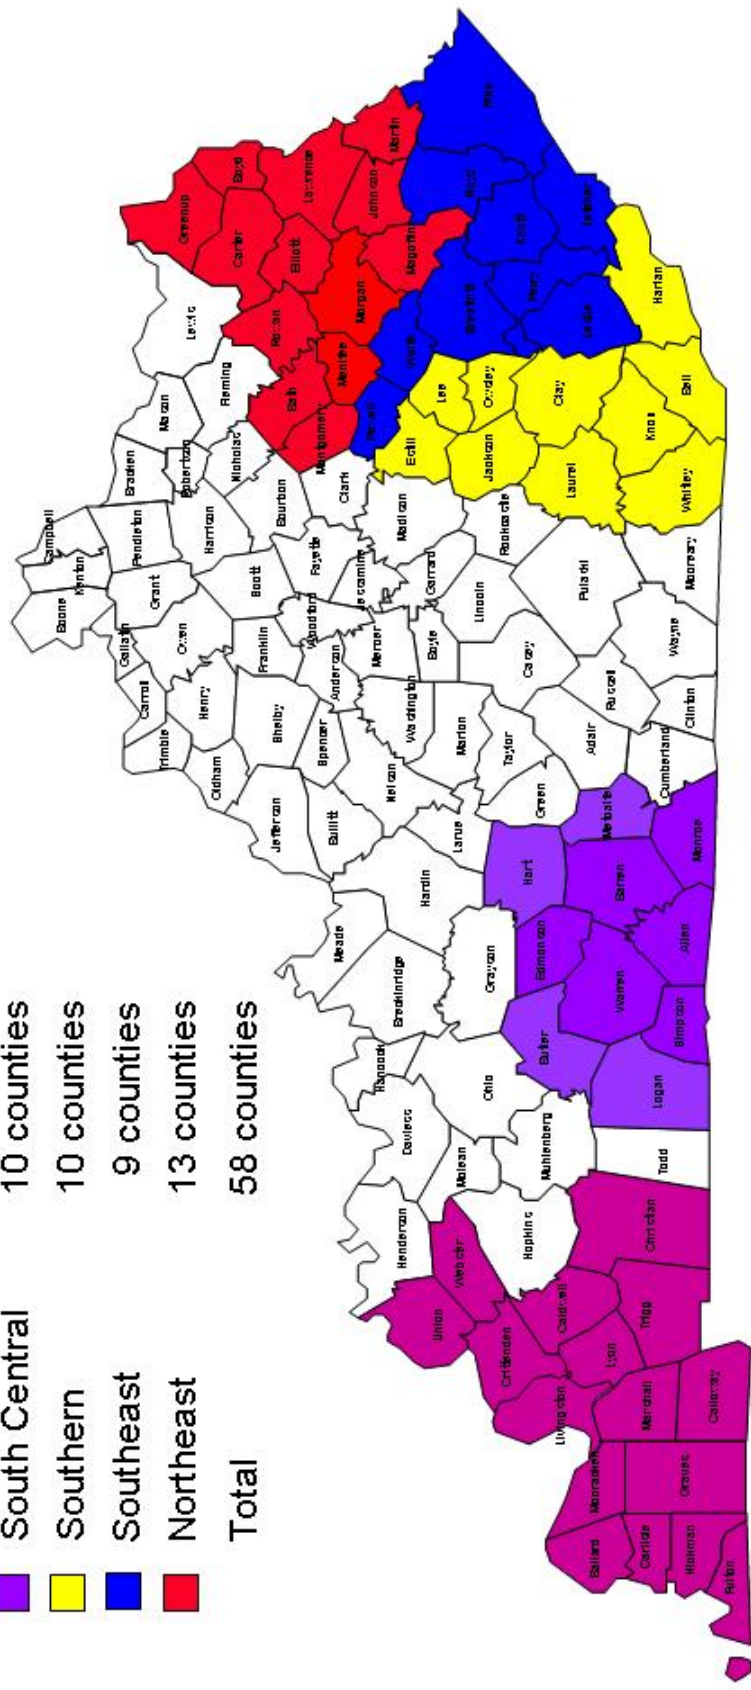 South Central 10 counties
Southern 10 counties
Southeast 9 counties
Northeast 13 counties
Total 58 counties
Boone
Kenton
Campbell
Gallatin
Grant
Pendleton
Bracken
Mason
Lewis
Greenup
Boyd
Carter
Lawrence
Elliott
Rowan
Fleming
Robertson
Nicholas
Harrison
Owen
Carroll
Trimble
Henry
Oldham
Franklin
Scott
Bourbon
Bath
Montgomery
Menifee
Morgan
Johnson
Martin
Magoffin
Wolfe
Powell
Clark
Fayette
Woodford
Jessamine
Anderson
Shelby
Spencer
Jefferson
Bullitt
Nelson
Washington
Mercer
Boyle
Garrard
Madison
Estill
Lee
Breathitt
Floyd
Pike
Knott
Perry
Letcher
Leslie
Owsley
Jackson
Clay
Laurel
Rockcastle
Lincoln
Casey
Marion
Taylor
Larue
Hardin
Meade
Breckinridge
Hancock
Daviess
Ohio
Grayson
Hart
Green
Adair
Russell
Pulaski
Wayne
McCreary
Whitley
Knox
Bell
Harlan
Clinton
Cumberland
Metcalfe
Monroe
Barren
Allen
Edmonson
Warren
Simpson
Butler
Logan
Muhlenberg
McLean
Henderson
Webster
Union
Hopkins
Todd
Christian
Caldwell
Crittenden
Livingston
Lyon
Trigg
Marshall
Calloway
McCracken
Graves
Ballard
Carlisle
Hickman
Fulton